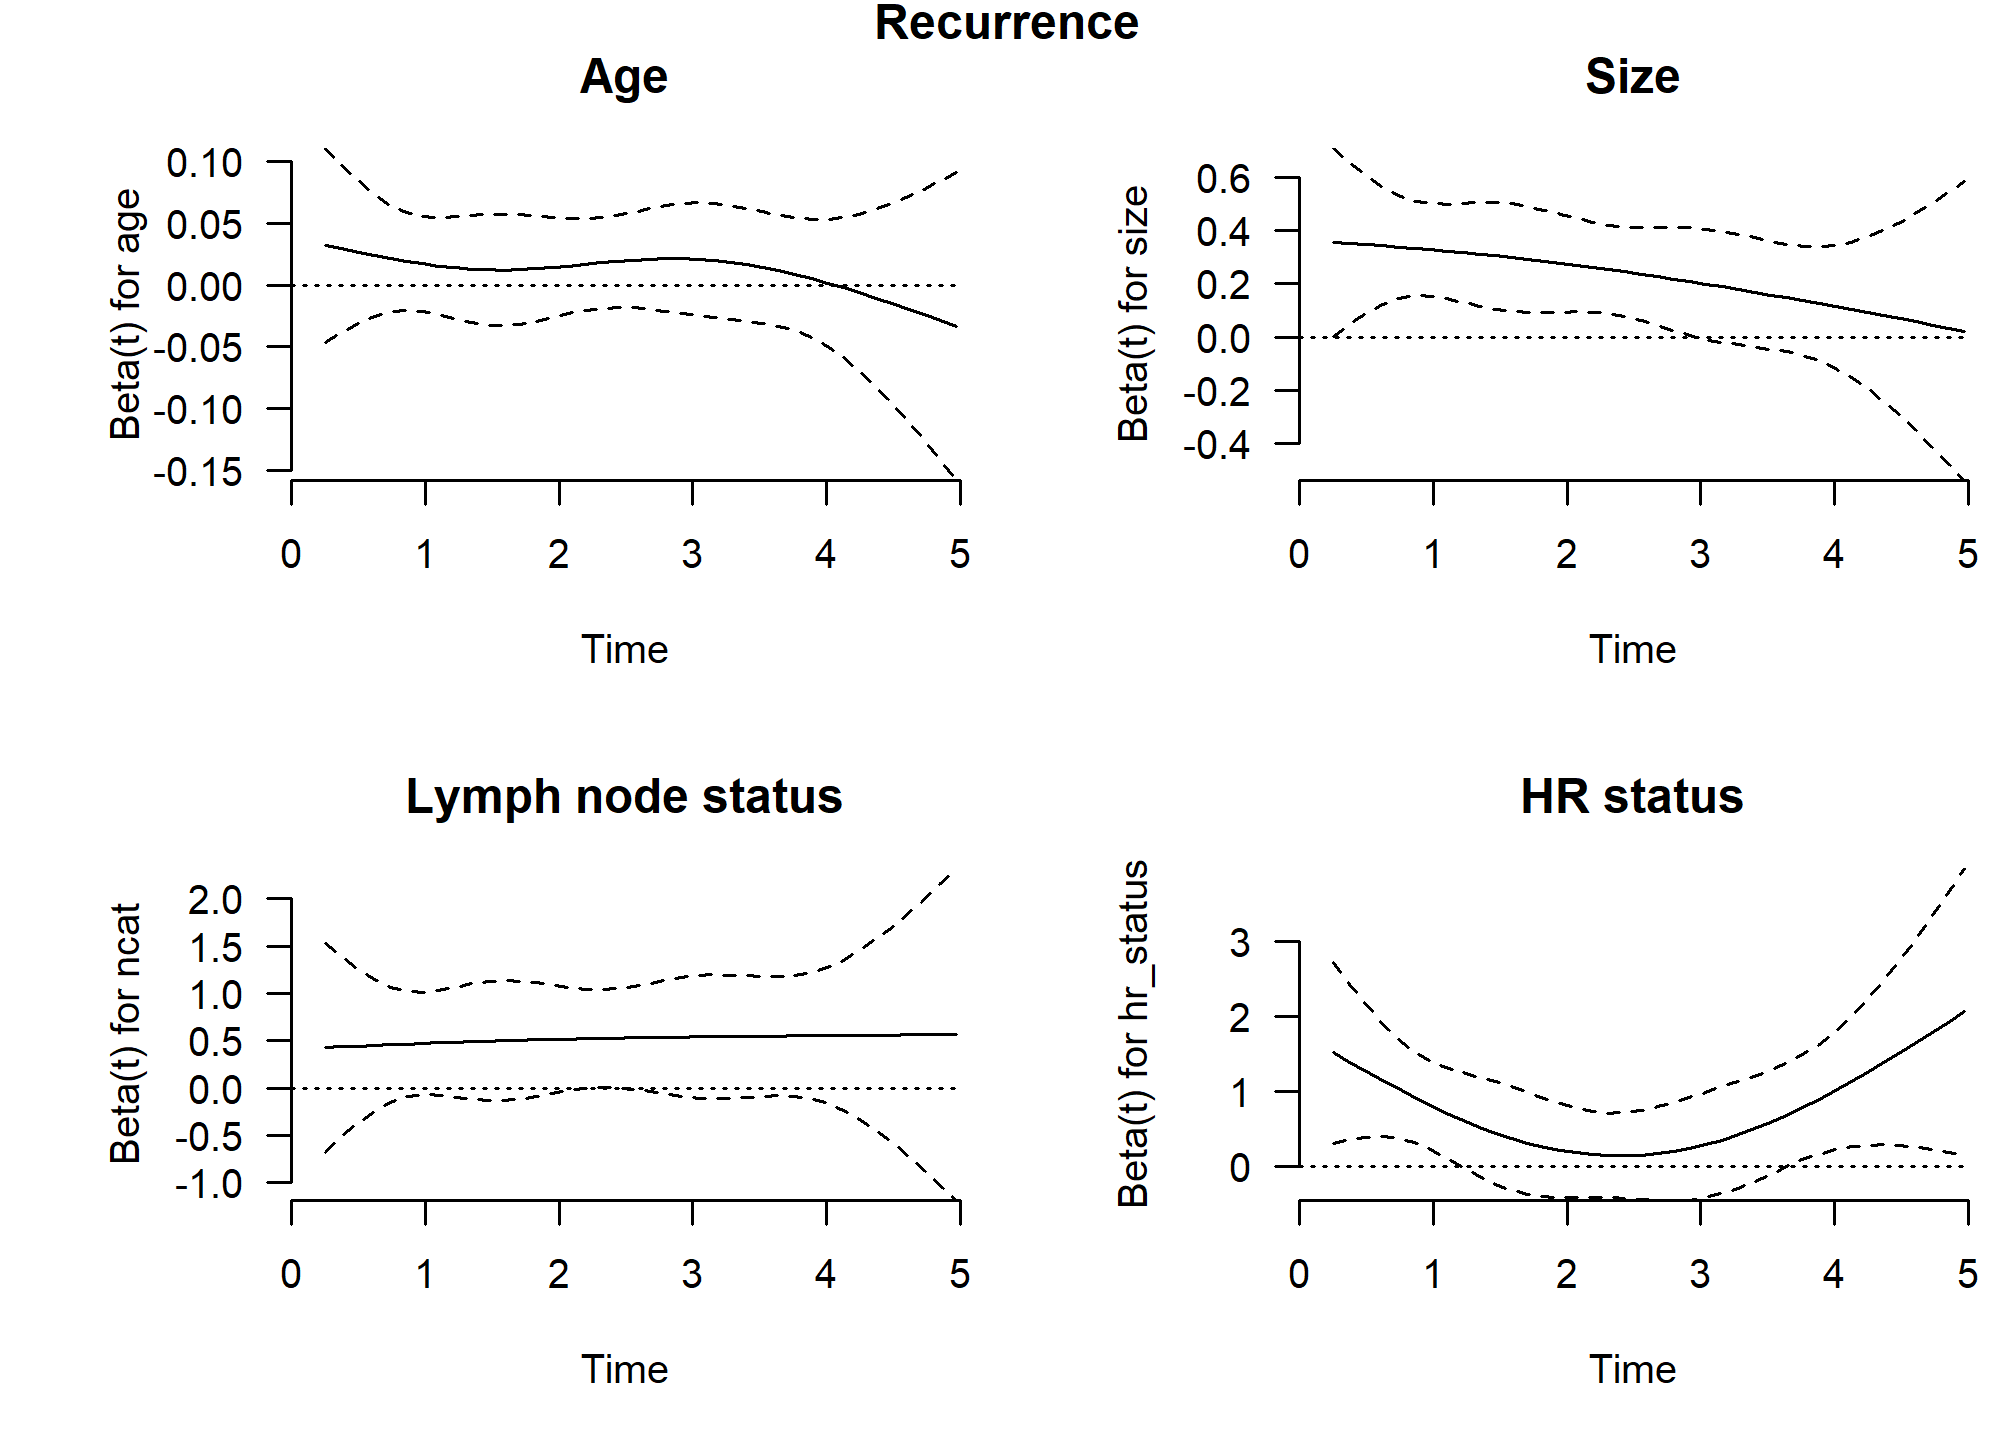 Recurrence
Age
Beta(t) for age
0.10
0.05
0.00
-0.05
-0.10
-0.15
0 1 2 3 4 5
Time
Size
Beta(t) for size
0.6
0.4
0.2
0.0
-0.2
-0.4
0 1 2 3 4 5
Time
Lymph node status
Beta(t) for ncat
2.0
1.5
1.0
0.5
0.0
-0.5
-1.0
0 1 2 3 4 5
Time
HR status
Beta(t) for hr_status
3
2
1
0
0 1 2 3 4 5
Time